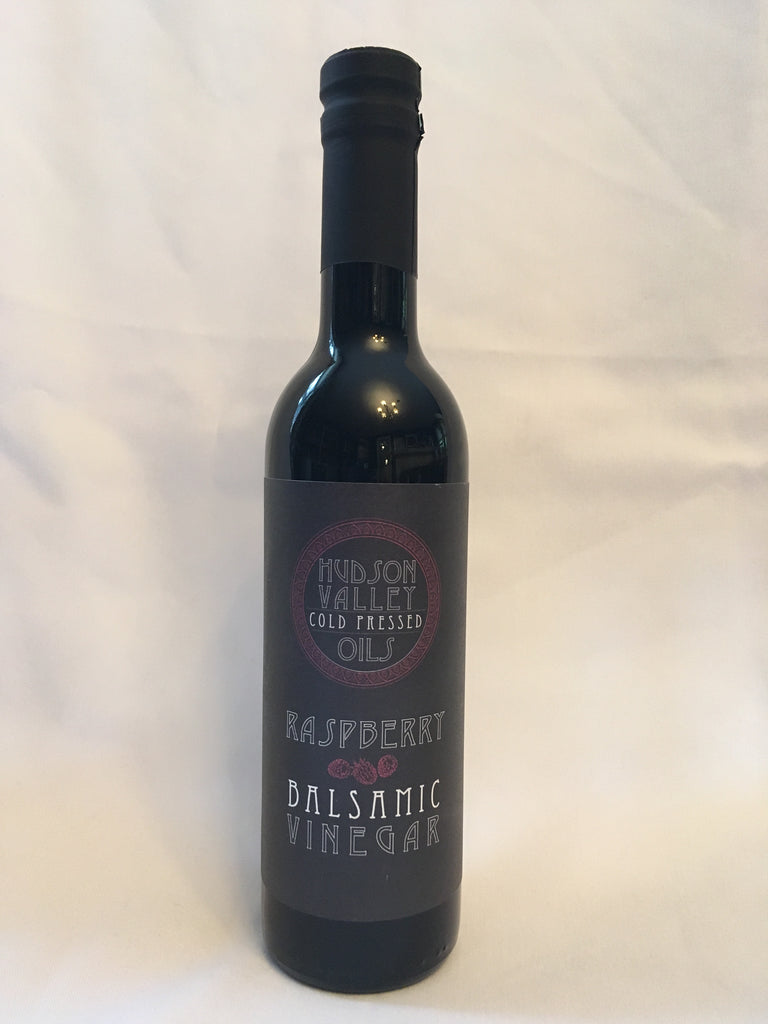 HUDSON
VALLEY
COLD PRESSED
OILS
RASPBERRY
BALSAMIC
VINEGAR